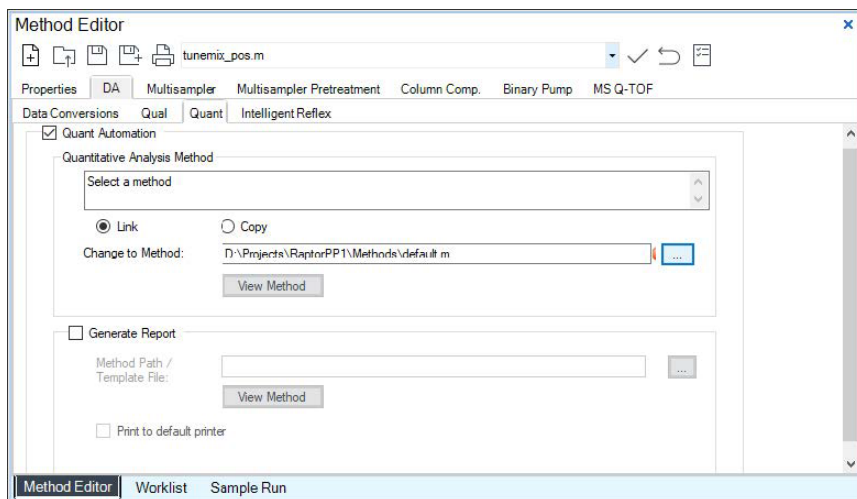 Method Editor
tunemix_pos.m
Properties DA Multisampler Multisampler Pretreatment Column Comp. Binary Pump MS Q-TOF
Data Conversions Qual Quant Intelligent Reflex
Quant Automation
Quantitative Analysis Method
Select a method
Link Copy
Change to Method: D:\Projects\RaptorPP1\Methods\default.m ...
View Method
Generate Report
Method Path /
Template File: ...
View Method
Print to default printer
Method Editor Worklist Sample Run